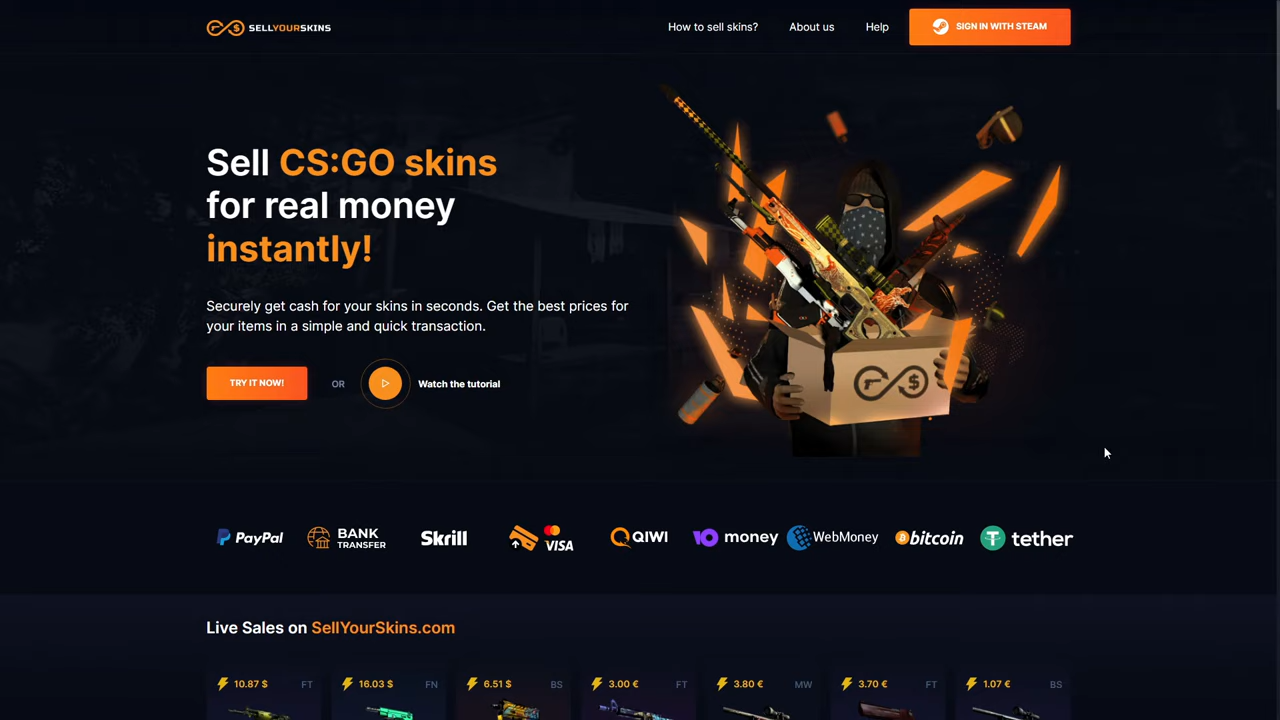 SELLYOURSKINS
How to sell skins?
About us
Help
SIGN IN WITH STEAM
Sell CS:GO skins
for real money
instantly!
Securely get cash for your skins in seconds. Get the best prices for
your items in a simple and quick transaction.
TRY IT NOW!
OR
Watch the tutorial
PayPal
BANK
TRANSFER
Skrill
VISA
QIWI
money
WebMoney
bitcoin
tether
Live Sales on SellYourSkins.com
10.87 $ FT
16.03 $ FN
6.51 $ BS
3.00 € FT
3.80 € MW
3.70 € FT
1.07 € BS